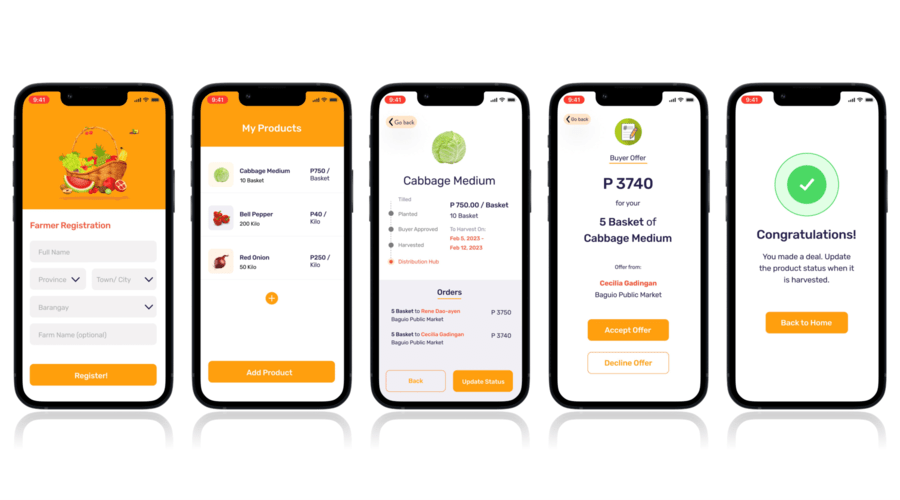 9:41
Farmer Registration
Full Name
Province
Town/ City
Barangay
Farm Name (optional)
Register!
9:41
My Products
Cabbage Medium
10 Basket
P750 /
Basket
Bell Pepper
200 Kilo
P40 /
Kilo
Red Onion
50 Kilo
P250 /
Kilo
Add Product
9:41
Go back
Cabbage Medium
Tilled
Planted
Buyer Approved
Harvested
Distribution Hub
P 750.00 / Basket
10 Basket
To Harvest On:
Feb 5, 2023 -
Feb 12, 2023
Orders
5 Basket to Rene Dao-ayen
Baguio Public Market
P 3750
5 Basket to Cecilia Gadingan
Baguio Public Market
P 3740
Back
Update Status
9:41
Go back
Buyer Offer
P 3740
for your
5 Basket of
Cabbage Medium
Offer from:
Cecilia Gadingan
Baguio Public Market
Accept Offer
Decline Offer
9:41
Congratulations!
You made a deal. Update
the product status when it
is harvested.
Back to Home